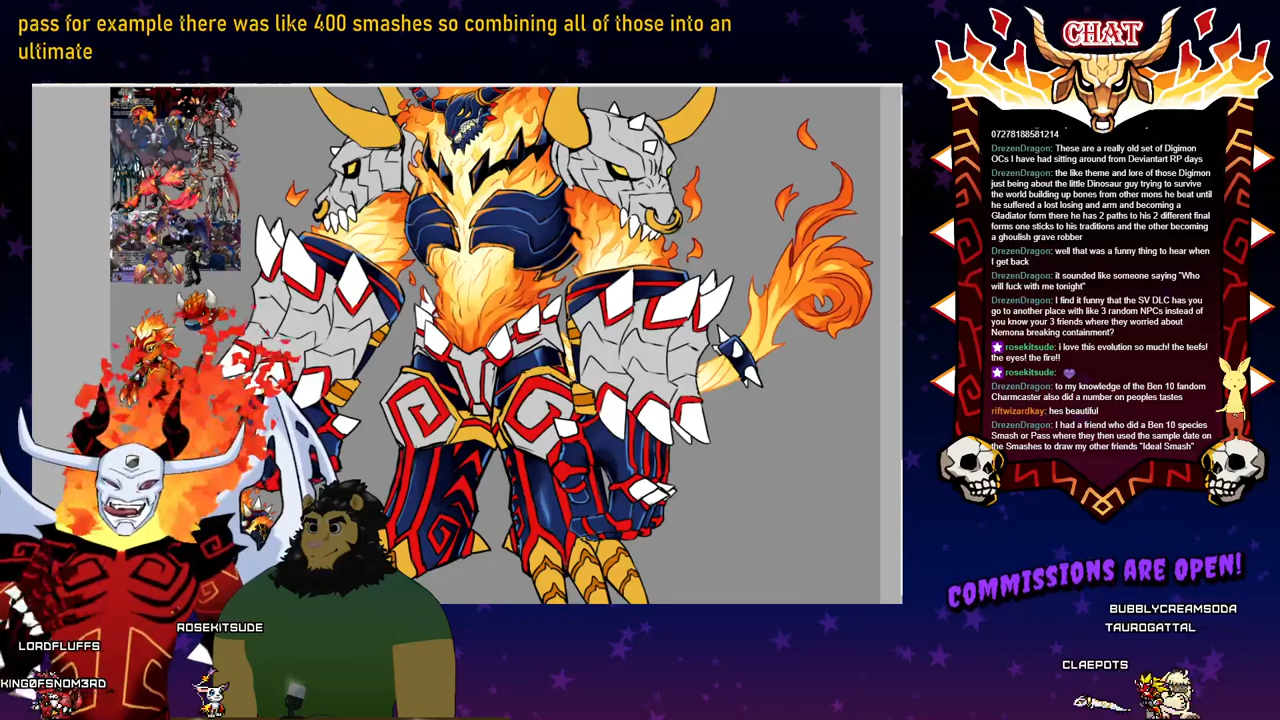 pass for example there was like 400 smashes so combining all of those into an
ultimate
CHAT
07278188581214
DrezenDragon: These are a really old set of Digimon
OCs I have had sitting around from Deviantart RP days
DrezenDragon: the like theme and lore of those Digimon
just being about the little Dinosaur guy trying to survive
the world building up bones from other mons he beat until
he suffered a lost losing and arm and becoming a
Gladiator form there he has 2 paths to his 2 different final
forms one sticks to his traditions and the other becoming
a ghoulish grave robber
DrezenDragon: well that was a funny thing to hear when
I get back
DrezenDragon: it sounded like someone saying "Who
will fuck with me tonight"
DrezenDragon: I find it funny that the SV DLC has you
go to another place with like 3 random NPCs instead of
you know your 3 friends where they worried about
Nemona breaking containment?
rosekitsude: i love this evolution so much! the teefs!
the eyes! the fire!!
rosekitsude:
DrezenDragon: to my knowledge of the Ben 10 fandom
Charmcaster also did a number on peoples tastes
riftwizardkay: hes beautiful
DrezenDragon: I had a friend who did a Ben 10 species
Smash or Pass where they then used the sample date on
the Smashes to draw my other friends "Ideal Smash"
COMMISSIONS ARE OPEN!
BUBBLYCREAMSODA
TAUROGATTAL
CLAEPOTS
ROSEKITSUDE
LORDFLUFFS
KINGOFSNOM3RD